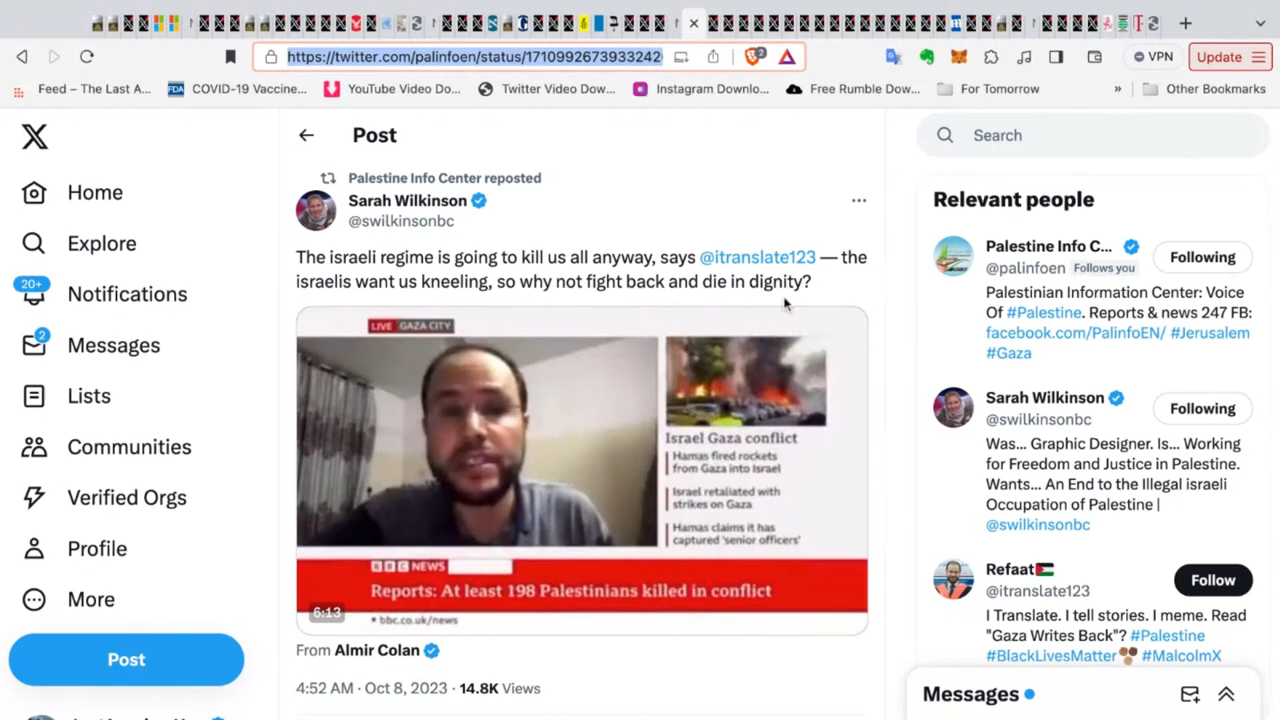 https://twitter.com/palinfoen/status/1710992673933242
2
VPN
Update
Feed – The Last A...
COVID-19 Vaccine...
YouTube Video Do...
Twitter Video Dow...
Instagram Downlo...
Free Rumble Dow...
For Tomorrow
»
Other Bookmarks
Home
Explore
20+
Notifications
2
Messages
Lists
Communities
Verified Orgs
Profile
More
Post
Post
Palestine Info Center reposted
Sarah Wilkinson
@swilkinsonbc
The israeli regime is going to kill us all anyway, says @itranslate123 — the
israelis want us kneeling, so why not fight back and die in dignity?
LIVE GAZA CITY
Israel Gaza conflict
Hamas fired rockets
from Gaza into Israel
Israel retaliated with
strikes on Gaza
Hamas claims it has
captured 'senior officers'
BBC NEWS
Reports: At least 198 Palestinians killed in conflict
6:13
bbc.co.uk/news
From Almir Colan
4:52 AM · Oct 8, 2023 · 14.8K Views
Search
Relevant people
Palestine Info C...
@palinfoen Follows you
Following
Palestinian Information Center: Voice
Of #Palestine. Reports & news 247 FB:
facebook.com/PalinfoEN/ #Jerusalem
#Gaza
Sarah Wilkinson
@swilkinsonbc
Following
Was... Graphic Designer. Is... Working
for Freedom and Justice in Palestine.
Wants... An End to the Illegal israeli
Occupation of Palestine |
@swilkinsonbc
Refaat
@itranslate123
Follow
I Translate. I tell stories. I meme. Read
"Gaza Writes Back"? #Palestine
#BlackLivesMatter #MalcolmX
Messages